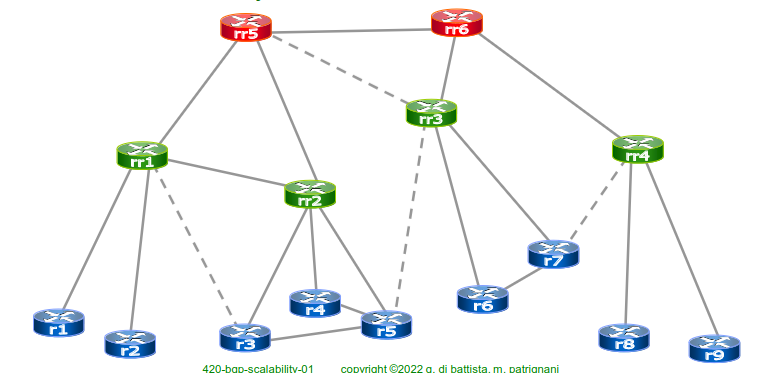 rr5
rr6
rr3
rr1
rr4
rr2
r7
r6
r4
r1
r5
r3
r2
r8
r9
420-bgp-scalability-01 copyright ©2022 g. di battista, m. patrignani